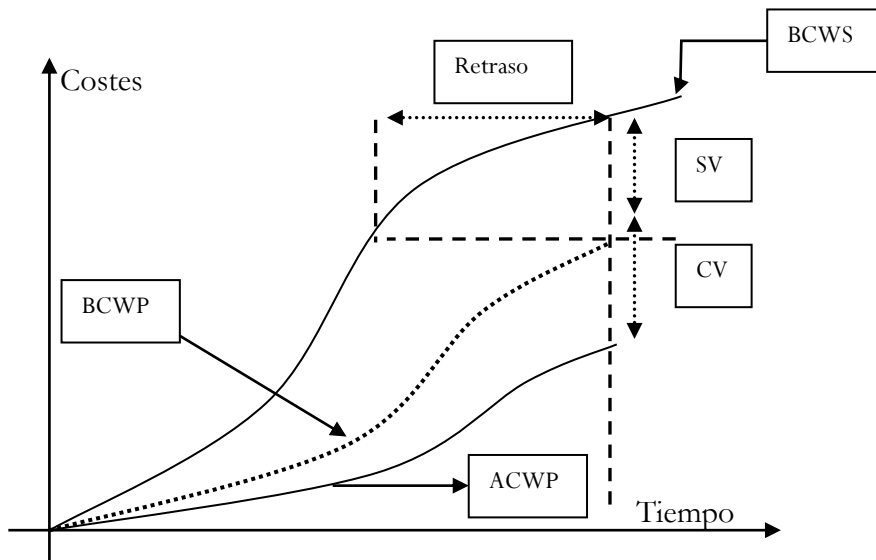 BCWS
Retraso
Costes
SV
CV
BCWP
ACWP
Tiempo